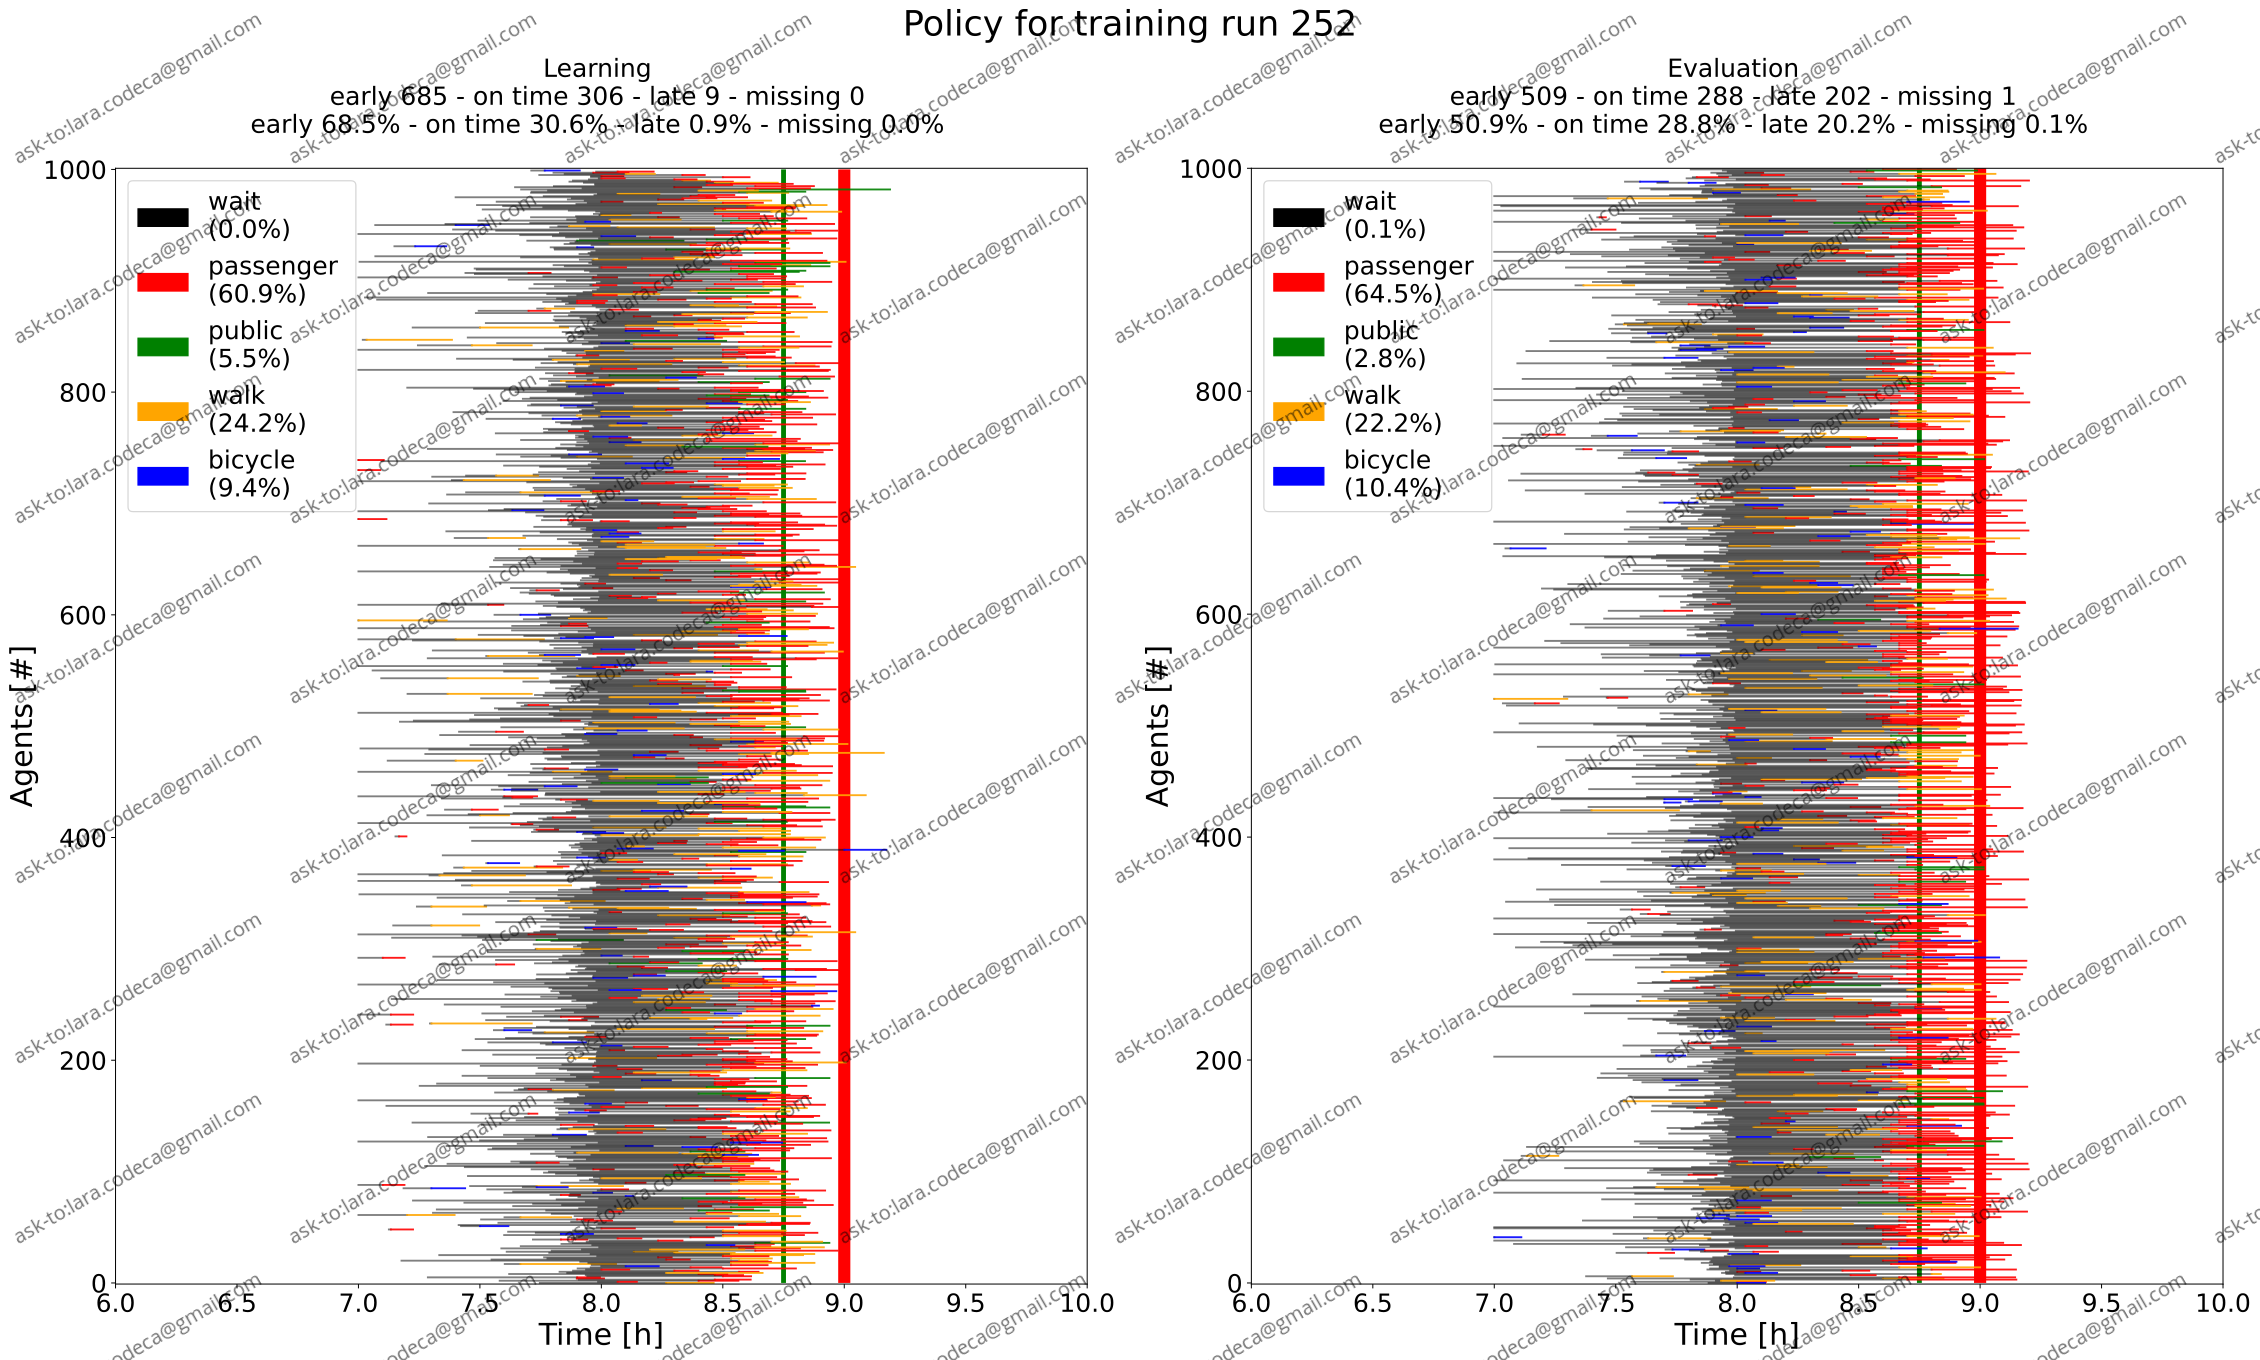 Policy for training run 252
Learning
early 685 - on time 306 - late 9 - missing 0
early 68.5% - on time 30.6% - late 0.9% - missing 0.0%
1000
800
600
400
200
0
Agents [#]
wait
(0.0%)
passenger
(60.9%)
public
(5.5%)
walk
(24.2%)
bicycle
(9.4%)
6.0 6.5 7.0 7.5 8.0 8.5 9.0 9.5 10.0
Time [h]
Evaluation
early 509 - on time 288 - late 202 - missing 1
early 50.9% - on time 28.8% - late 20.2% - missing 0.1%
1000
800
600
400
200
0
Agents [#]
wait
(0.1%)
passenger
(64.5%)
public
(2.8%)
walk
(22.2%)
bicycle
(10.4%)
6.0 6.5 7.0 7.5 8.0 8.5 9.0 9.5 10.0
Time [h]
ask-to:lara.codeca@gmail.com